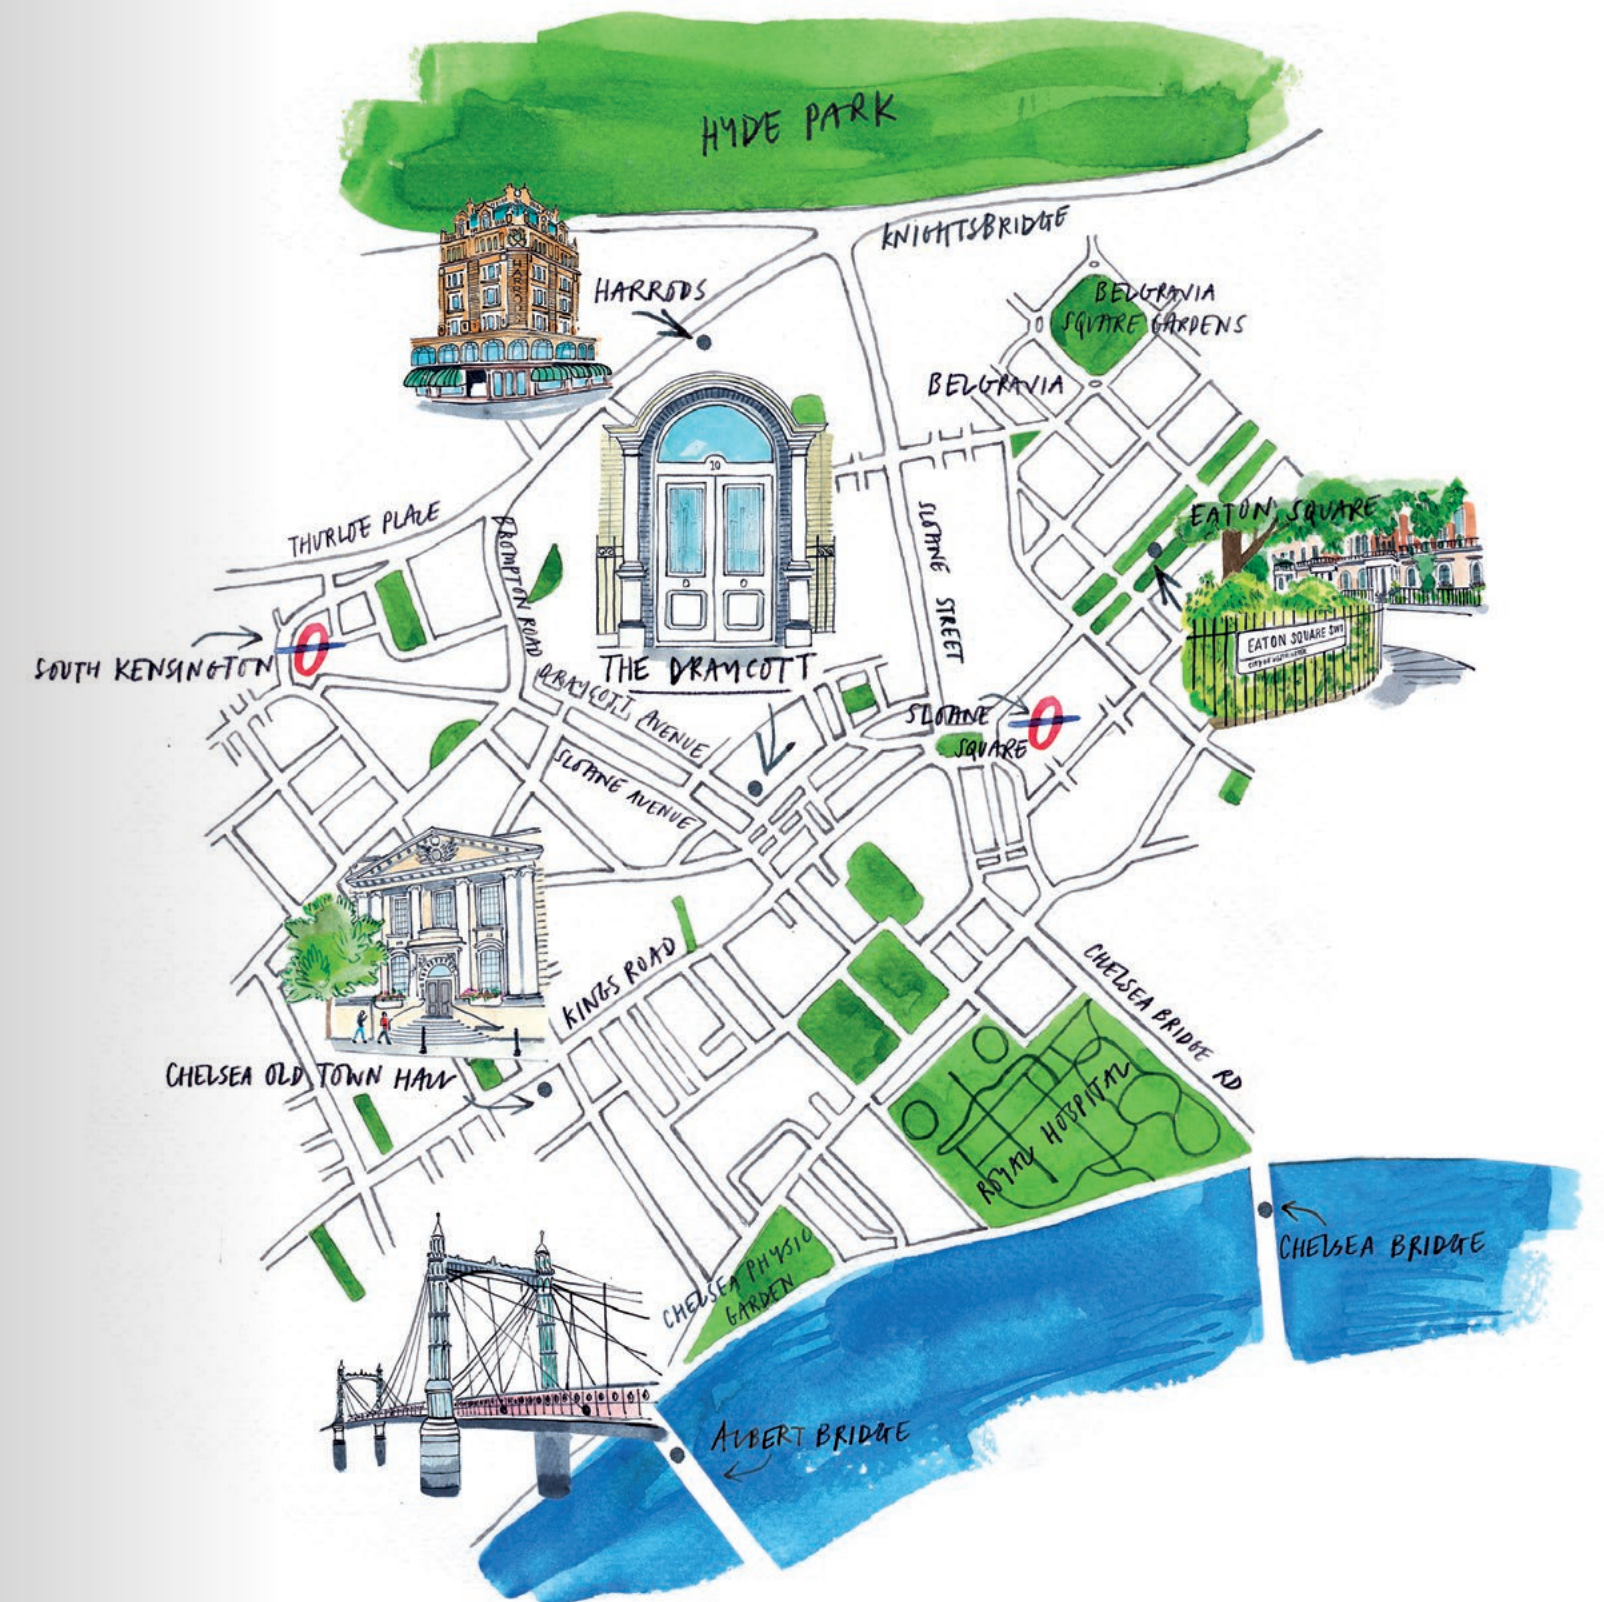 HYDE PARK
KNIGHTSBRIDGE
HARRODS
HARRODS
BELGRAVIA
SQUARE GARDENS
BELGRAVIA
10
THURLOE PLACE
BROMPTON ROAD
SLOANE STREET
EATON SQUARE
EATON SQUARE SW1
SOUTH KENSINGTON
THE DRAYCOTT
DRAYCOTT AVENUE
SLOANE
SQUARE
SLOANE AVENUE
KINGS ROAD
CHELSEA BRIDGE RD
CHELSEA OLD TOWN HALL
ROYAL HOSPITAL
CHELSEA PHYSIC
GARDEN
CHELSEA BRIDGE
ALBERT BRIDGE